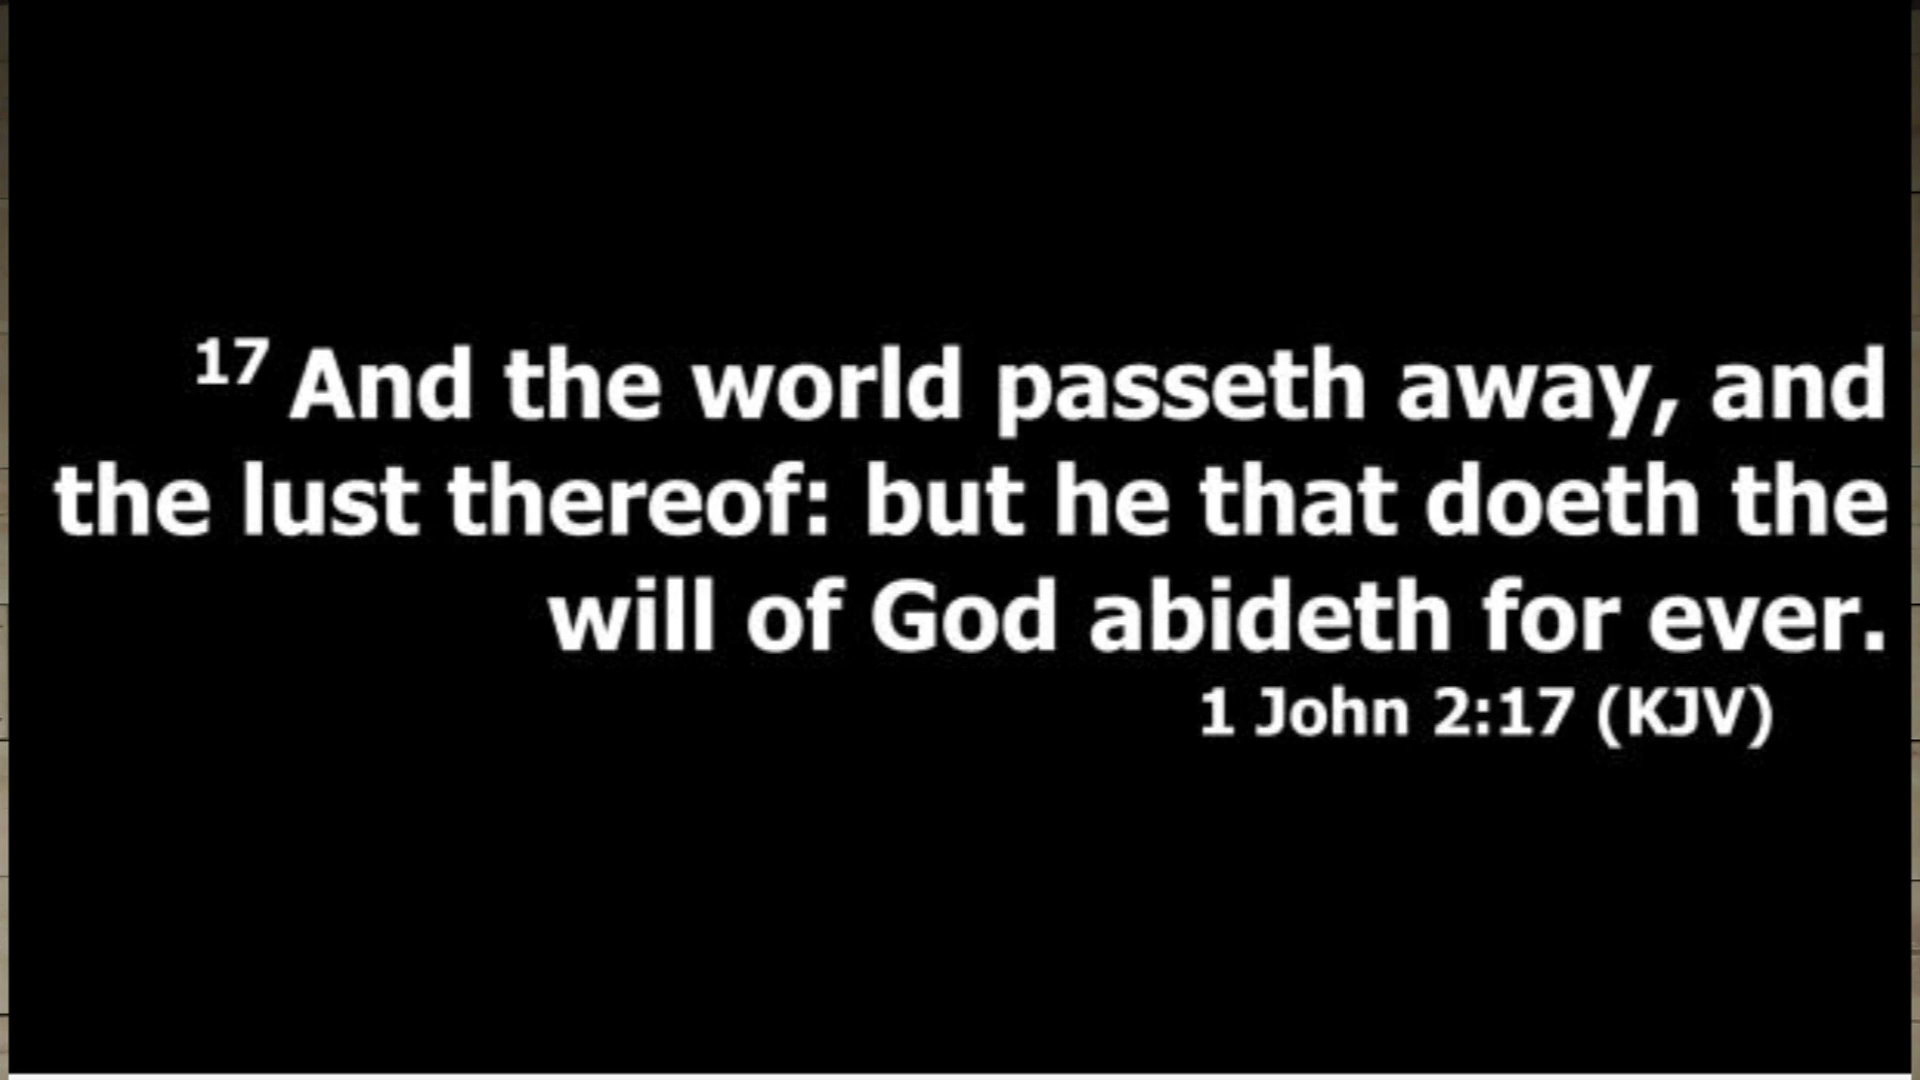 17 And the world passeth away, and
the lust thereof: but he that doeth the
will of God abideth for ever.
1 John 2:17 (KJV)